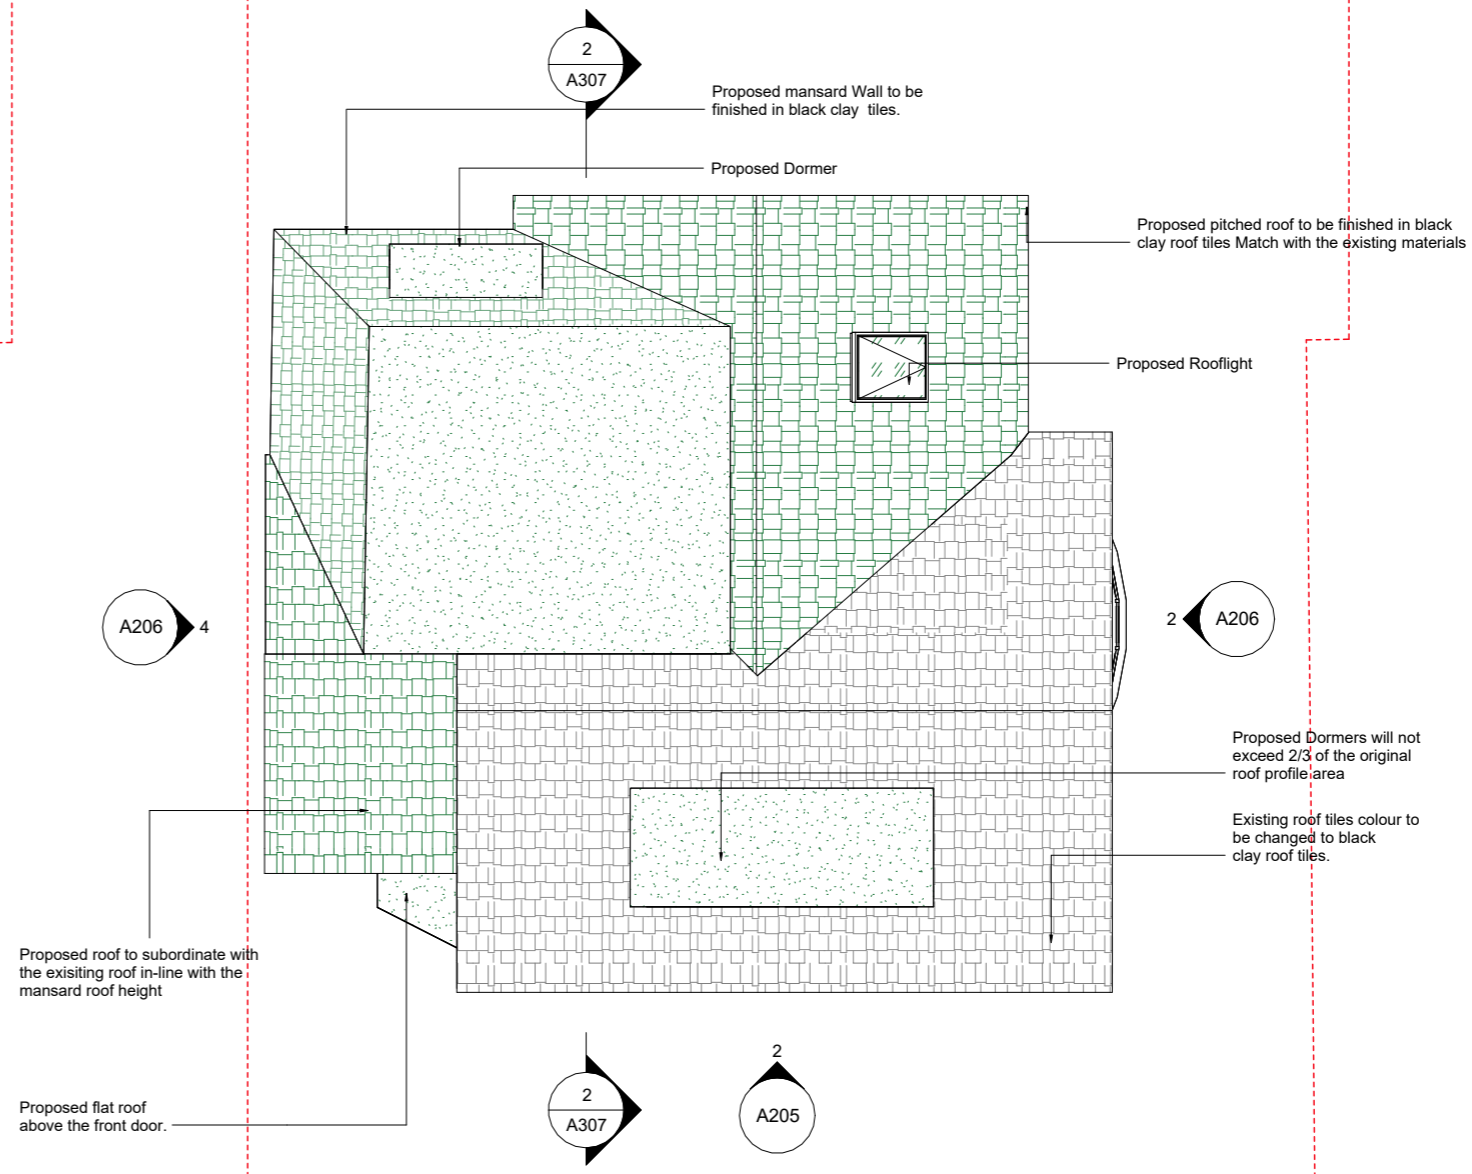 2
A307
Proposed mansard Wall to be
finished in black clay tiles.
Proposed Dormer
Proposed pitched roof to be finished in black
clay roof tiles Match with the existing materials
Proposed Rooflight
A206
4
2
A206
Proposed Dormers will not
exceed 2/3 of the original
roof profile area
Existing roof tiles colour to
be changed to black
clay roof tiles.
Proposed roof to subordinate with
the exisiting roof in-line with the
mansard roof height
Proposed flat roof
above the front door.
2
A307
2
A205